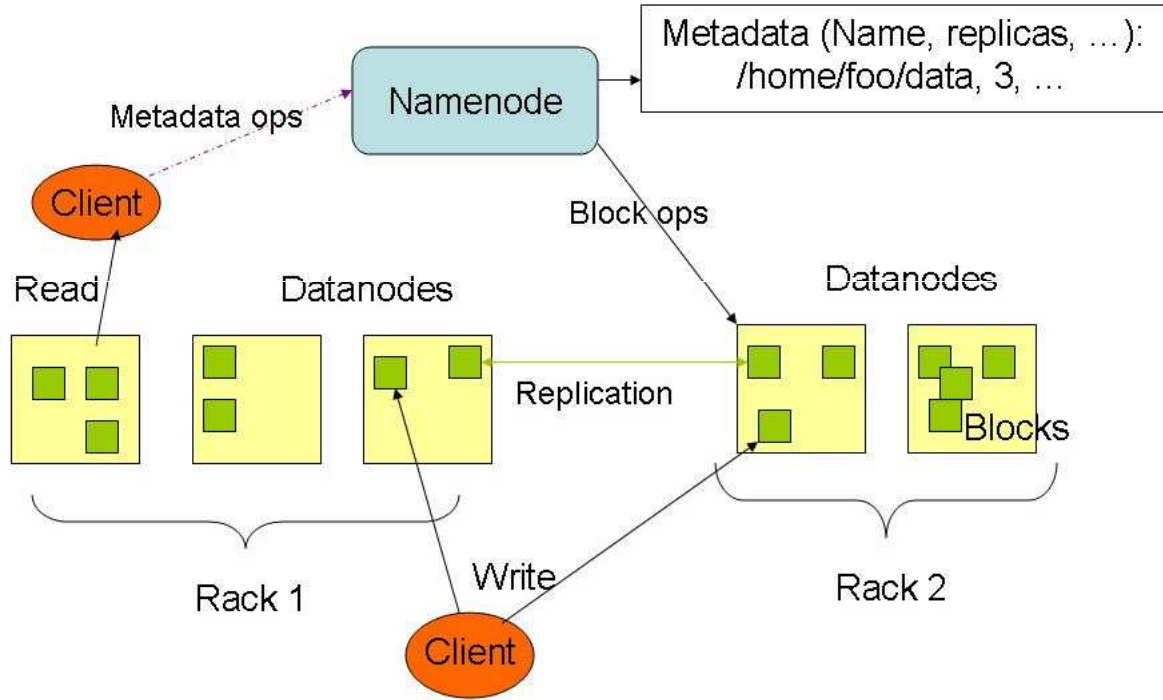 Metadata (Name, replicas, …):
/home/foo/data, 3, …
Namenode
Metadata ops
Client
Block ops
Read
Datanodes
Datanodes
Replication
Blocks
Rack 1
Write
Rack 2
Client